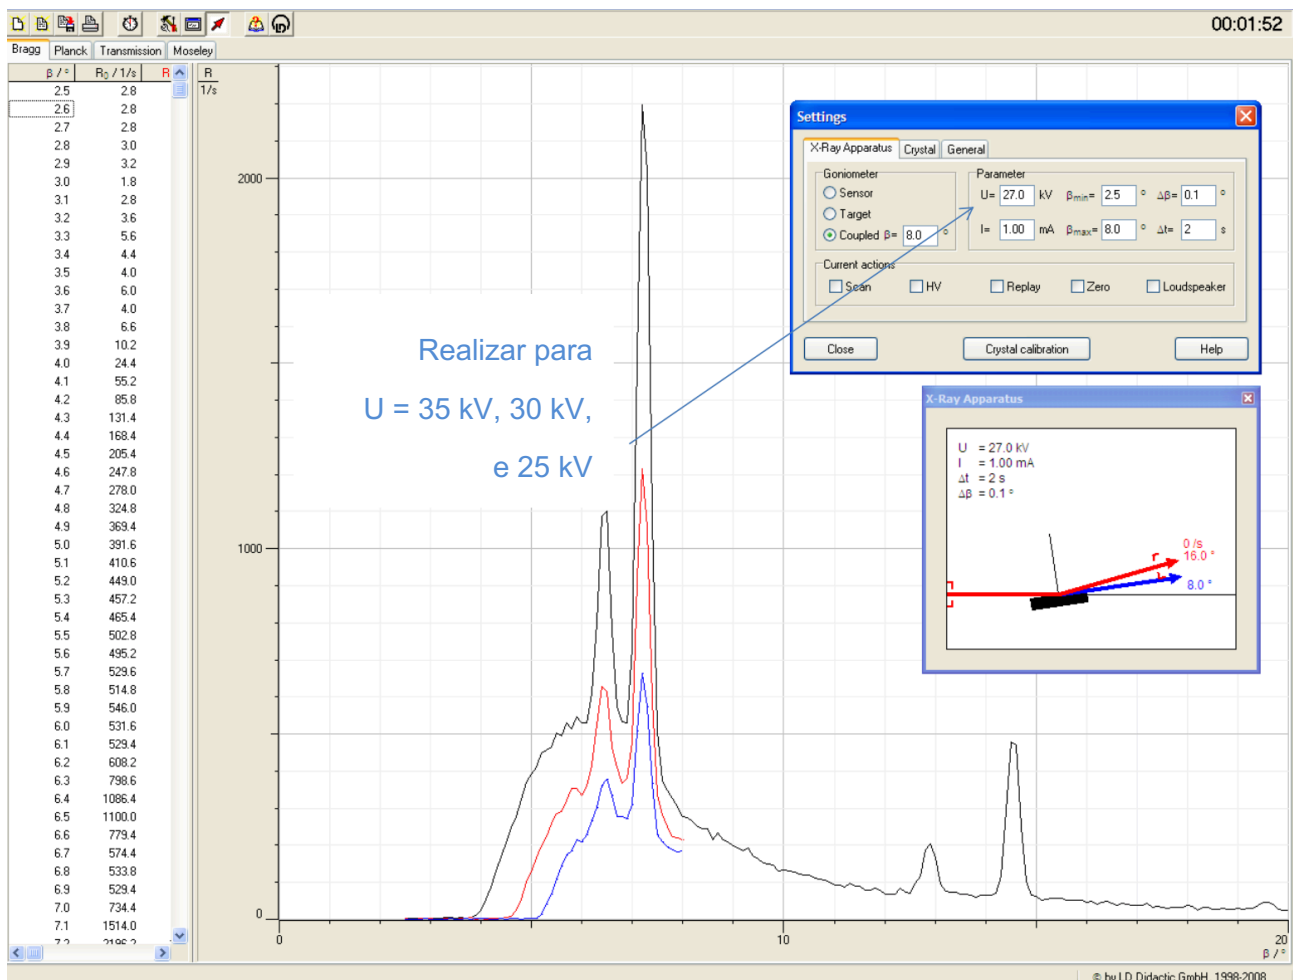 00:01:52
Bragg Planck Transmission Moseley
β / ° R₀ / 1/s R
2.5 2.8
2.6 2.8
2.7 2.8
2.8 3.0
2.9 3.2
3.0 1.8
3.1 2.8
3.2 3.6
3.3 5.6
3.4 4.4
3.5 4.0
3.6 6.0
3.7 4.0
3.8 6.6
3.9 10.2
4.0 24.4
4.1 55.2
4.2 85.8
4.3 131.4
4.4 168.4
4.5 205.4
4.6 247.8
4.7 278.0
4.8 324.8
4.9 369.4
5.0 391.6
5.1 410.6
5.2 449.0
5.3 457.2
5.4 465.4
5.5 502.8
5.6 495.2
5.7 529.6
5.8 514.8
5.9 546.0
6.0 531.6
6.1 529.4
6.2 608.2
6.3 798.6
6.4 1086.4
6.5 1100.0
6.6 779.4
6.7 574.4
6.8 533.8
6.9 529.4
7.0 734.4
7.1 1514.0
7.2 2196.2
R
1/s
2000
1000
0
0 10 20
β / °
Realizar para
U = 35 kV, 30 kV,
e 25 kV
Settings
X-Ray Apparatus Crystal General
Goniometer
Sensor
Target
Coupled β= 8.0 °
Parameter
U= 27.0 kV βmin= 2.5 ° Δβ= 0.1 °
I= 1.00 mA βmax= 8.0 ° Δt= 2 s
Current actions
Scan HV Replay Zero Loudspeaker
Close Crystal calibration Help
X-Ray Apparatus
U = 27.0 kV
I = 1.00 mA
Δt = 2 s
Δβ = 0.1 °
0 /s
16.0 °
8.0 °
© by LD Didactic GmbH, 1998-2008